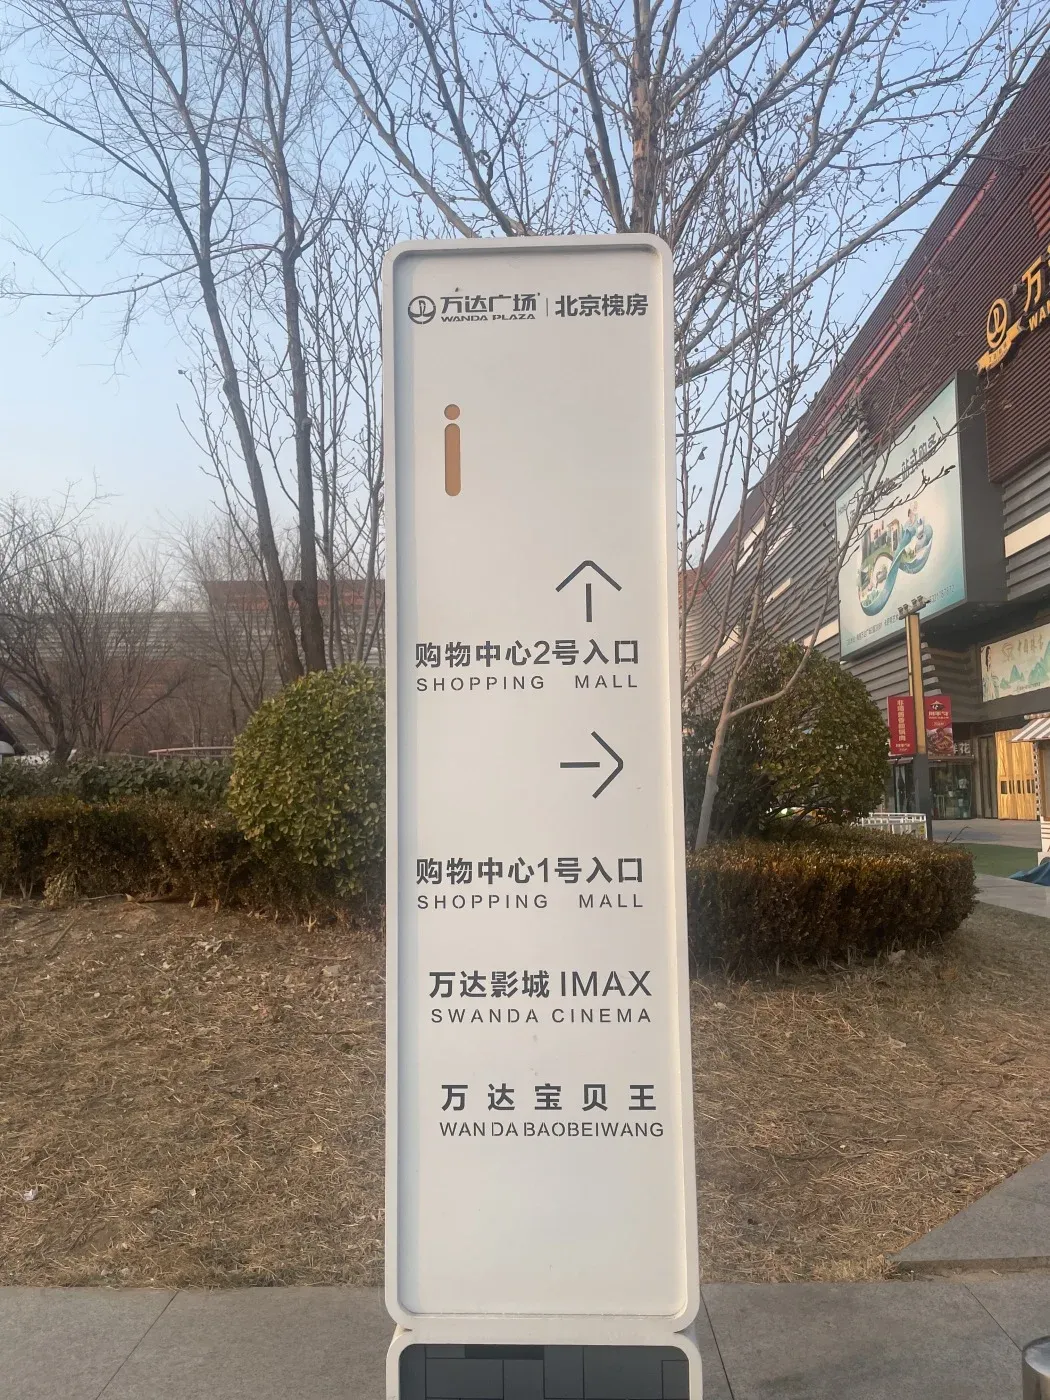 万达广场 | 北京槐房
WANDA PLAZA
i
购物中心2号入口
SHOPPING MALL
购物中心1号入口
SHOPPING MALL
万达影城 IMAX
SWANDA CINEMA
万达宝贝王
WANDABAOBEIWANG
万
WAN